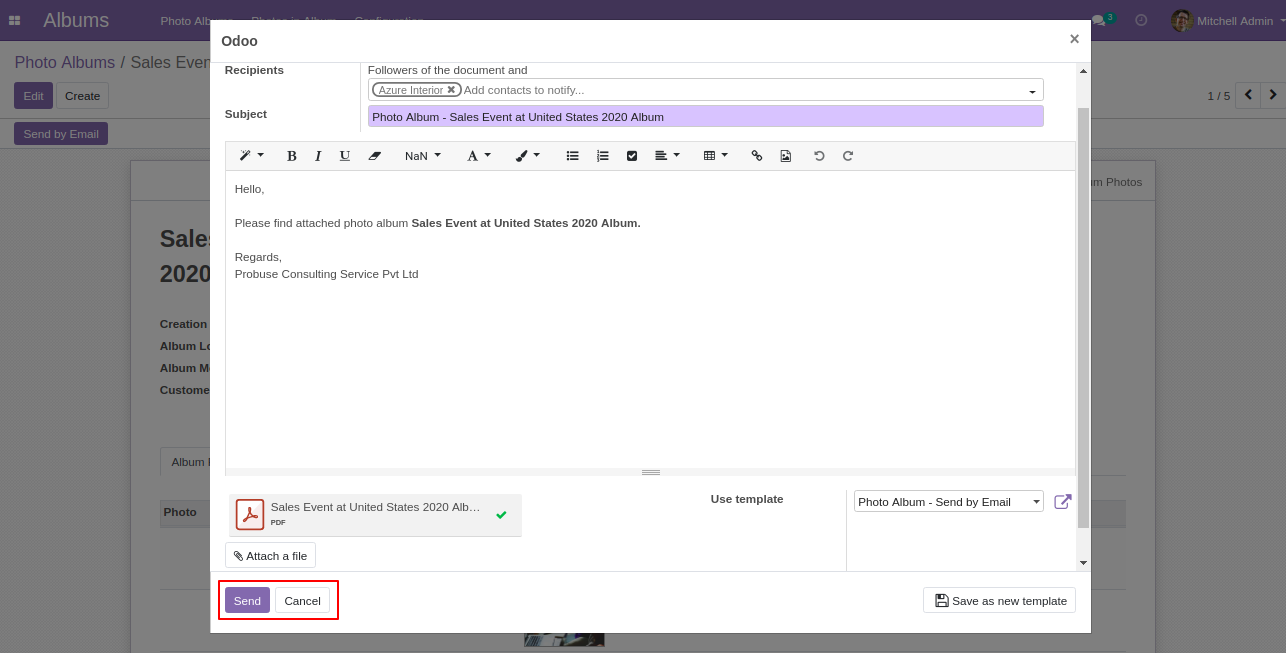 Albums
Photo Albums Photos in Album Configuration
3
Mitchell Admin
Photo Albums / Sales Even
Edit
Create
1 / 5
Send by Email
Odoo
×
Recipients
Followers of the document and
Azure Interior ✖ Add contacts to notify...
Subject
Photo Album - Sales Event at United States 2020 Album
B I U NaN A
Hello,
Please find attached photo album Sales Event at United States 2020 Album.
Regards,
Probuse Consulting Service Pvt Ltd
Sales Event at United States 2020 Alb...
PDF
Use template
Photo Album - Send by Email
Attach a file
Send
Cancel
Save as new template
m Photos
Sales
2020
Creation
Album Lo
Album M
Custome
Album
Photo